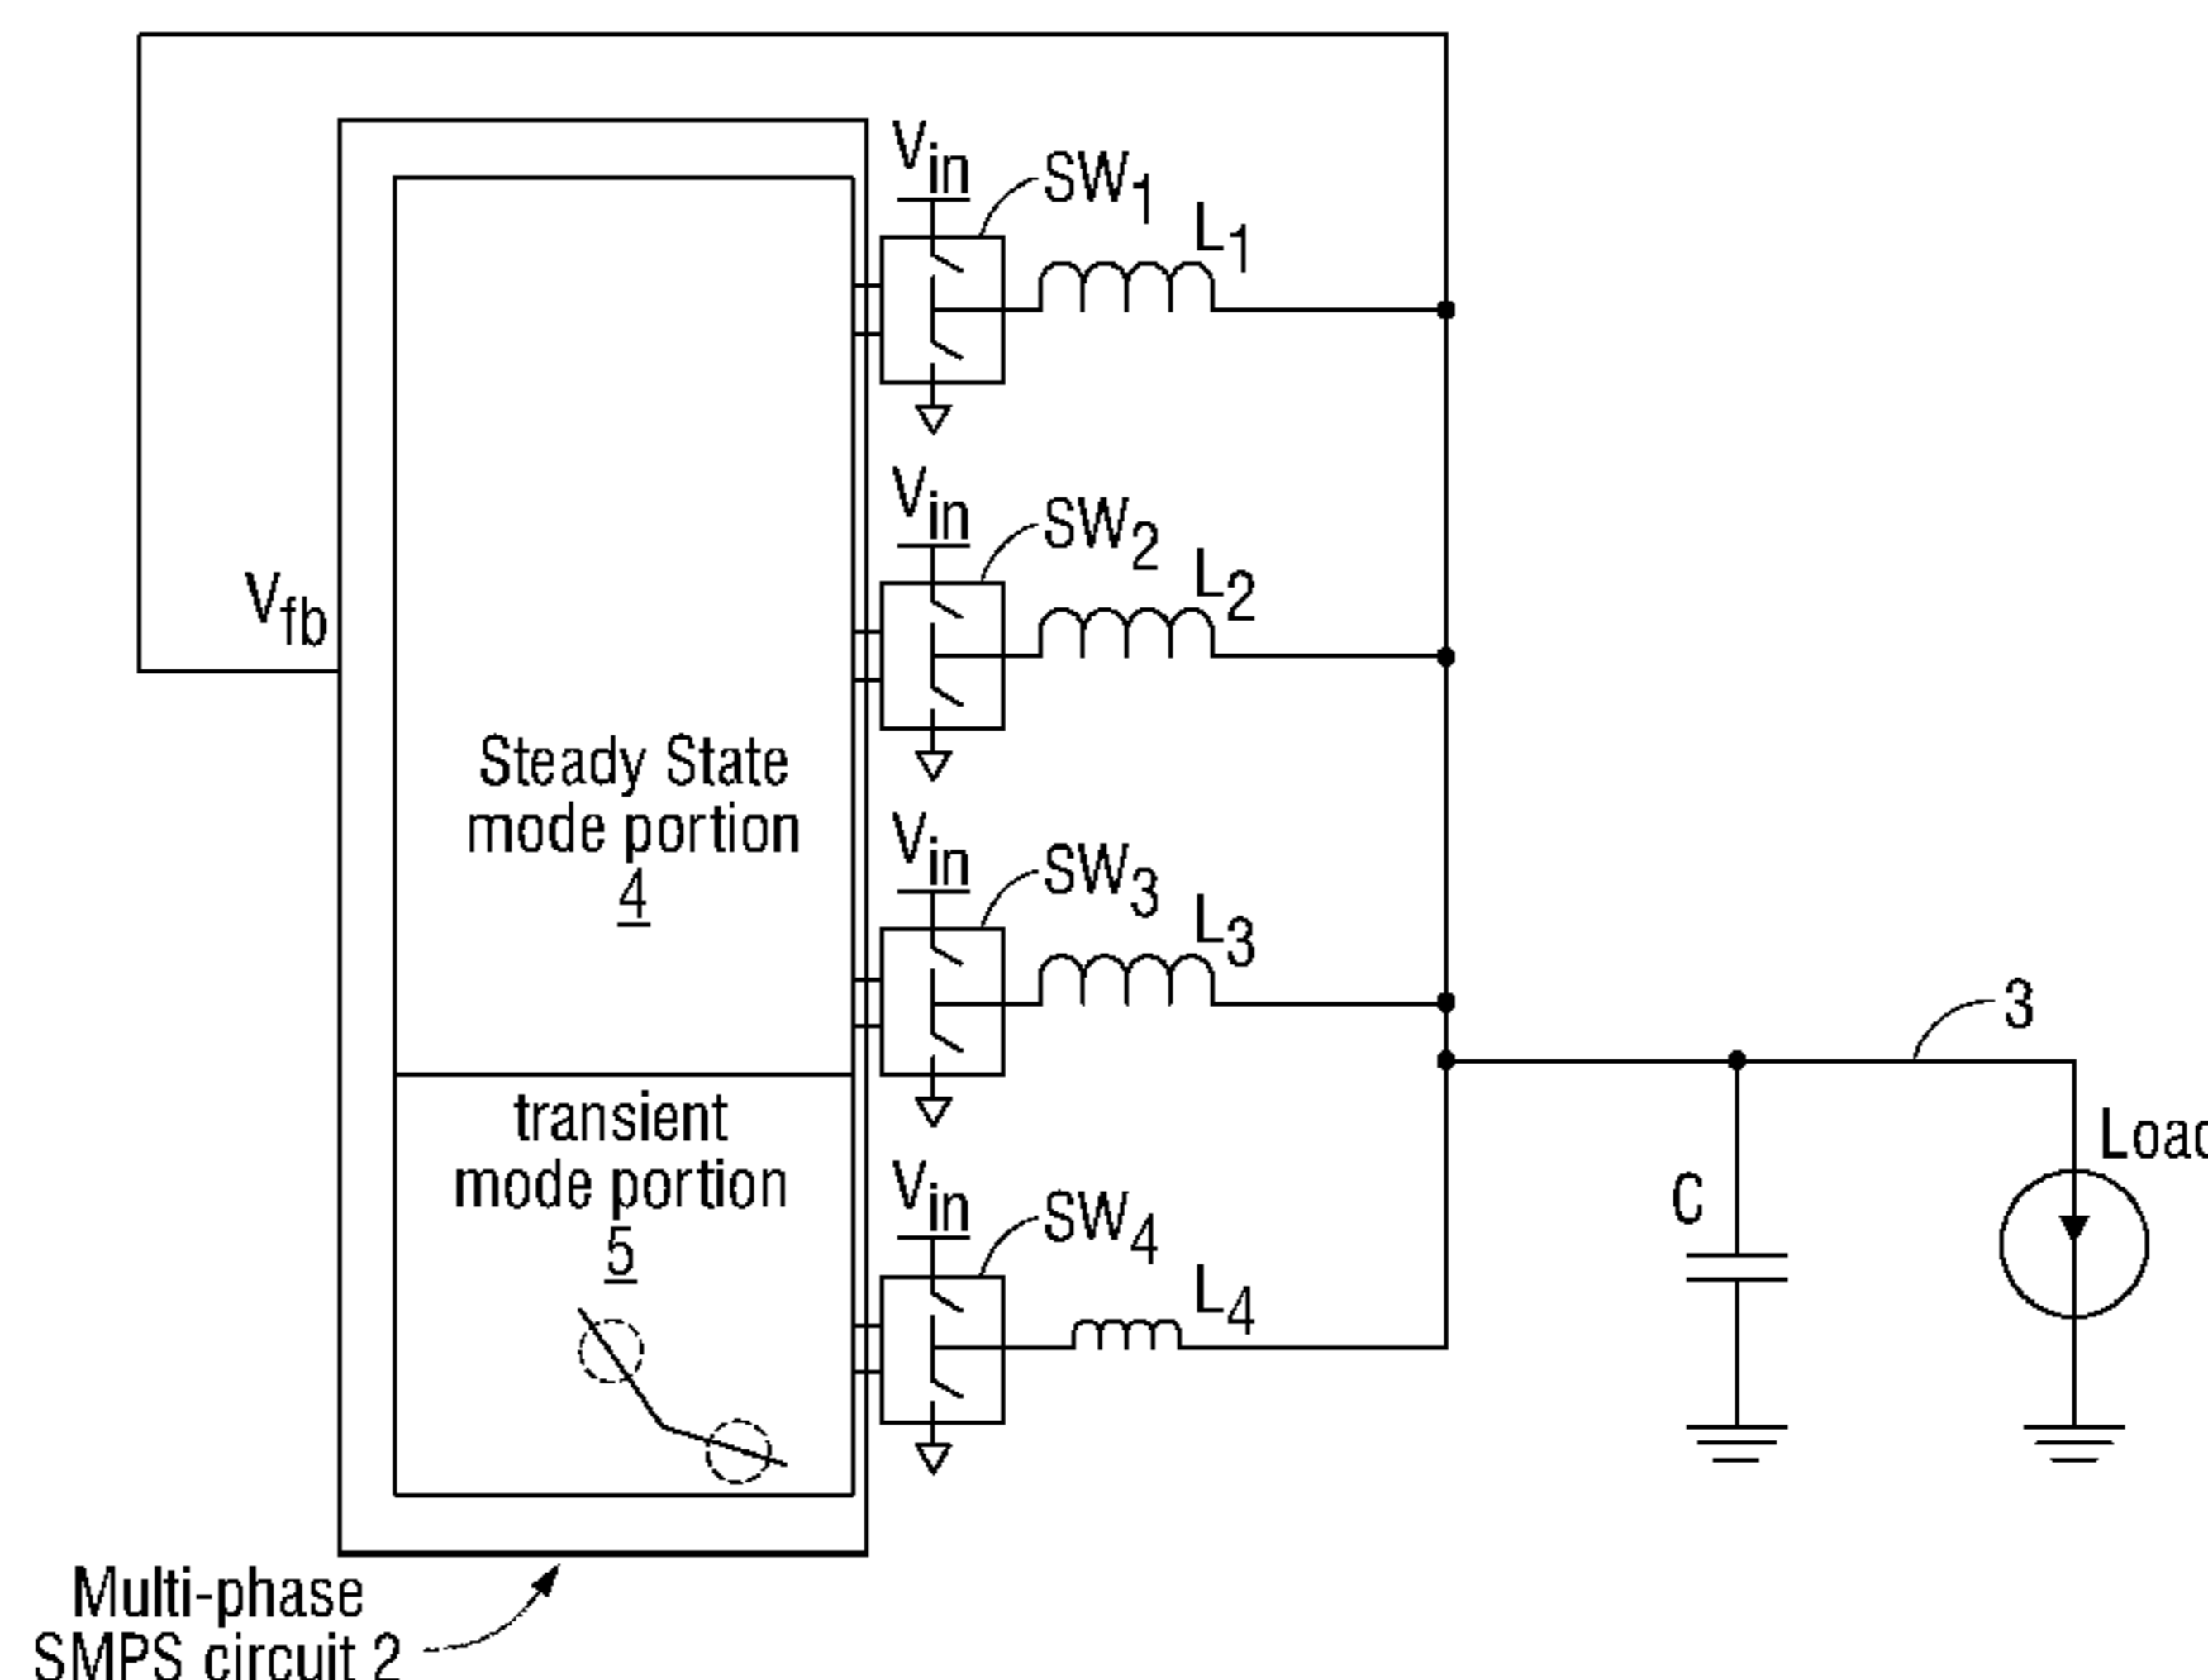 Vin
SW1
L1
Vin
SW2
L2
Vfb
Steady State
mode portion
4
Vin
SW3
L3
3
transient
mode portion
5
Vin
SW4
L4
C
Multi-phase
SMPS circuit 2